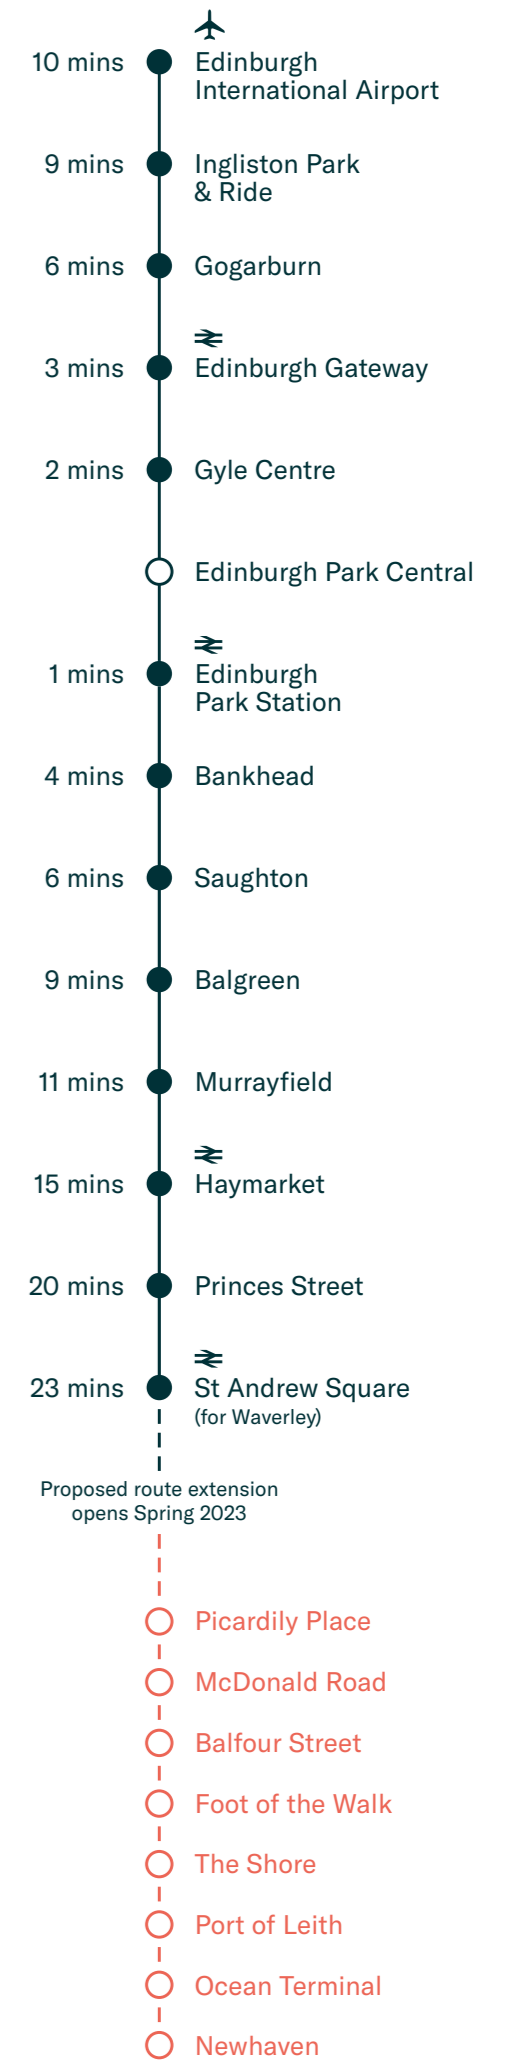 10 mins
Edinburgh
International Airport
9 mins
Ingliston Park
& Ride
6 mins
Gogarburn
3 mins
Edinburgh Gateway
2 mins
Gyle Centre
Edinburgh Park Central
1 mins
Edinburgh
Park Station
4 mins
Bankhead
6 mins
Saughton
9 mins
Balgreen
11 mins
Murrayfield
15 mins
Haymarket
20 mins
Princes Street
23 mins
St Andrew Square
(for Waverley)
Proposed route extension
opens Spring 2023
Picardily Place
McDonald Road
Balfour Street
Foot of the Walk
The Shore
Port of Leith
Ocean Terminal
Newhaven